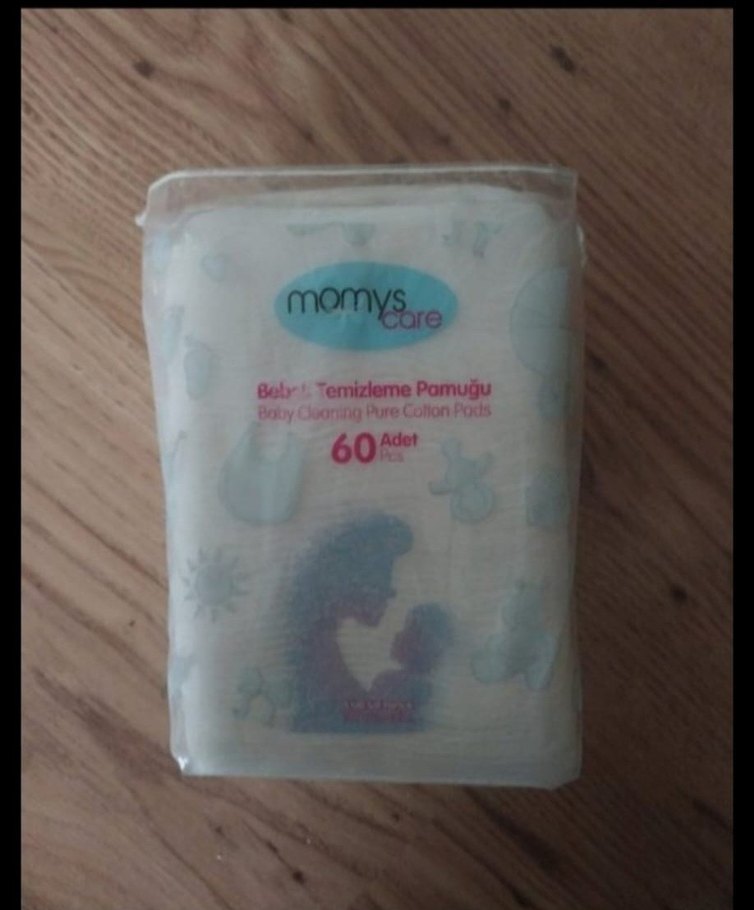 momys
care
Bebek Temizleme Pamuğu
Baby Cleaning Pure Cotton Pads
60 Adet
Pcs